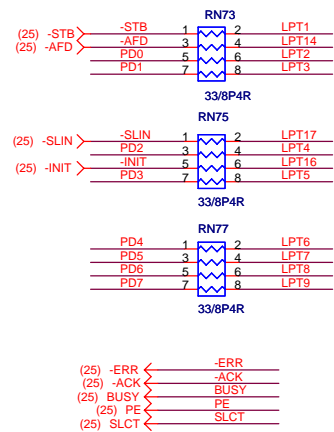 RN73
(25) -STB -STB 1 2 LPT1
(25) -AFD -AFD 3 4 LPT14
PD0 5 6 LPT2
PD1 7 8 LPT3
33/8P4R
RN75
(25) -SLIN -SLIN 1 2 LPT17
PD2 3 4 LPT4
(25) -INIT -INIT 5 6 LPT16
PD3 7 8 LPT5
33/8P4R
RN77
PD4 1 2 LPT6
PD5 3 4 LPT7
PD6 5 6 LPT8
PD7 7 8 LPT9
33/8P4R
(25) -ERR -ERR
(25) -ACK -ACK
(25) BUSY BUSY
(25) PE PE
(25) SLCT SLCT